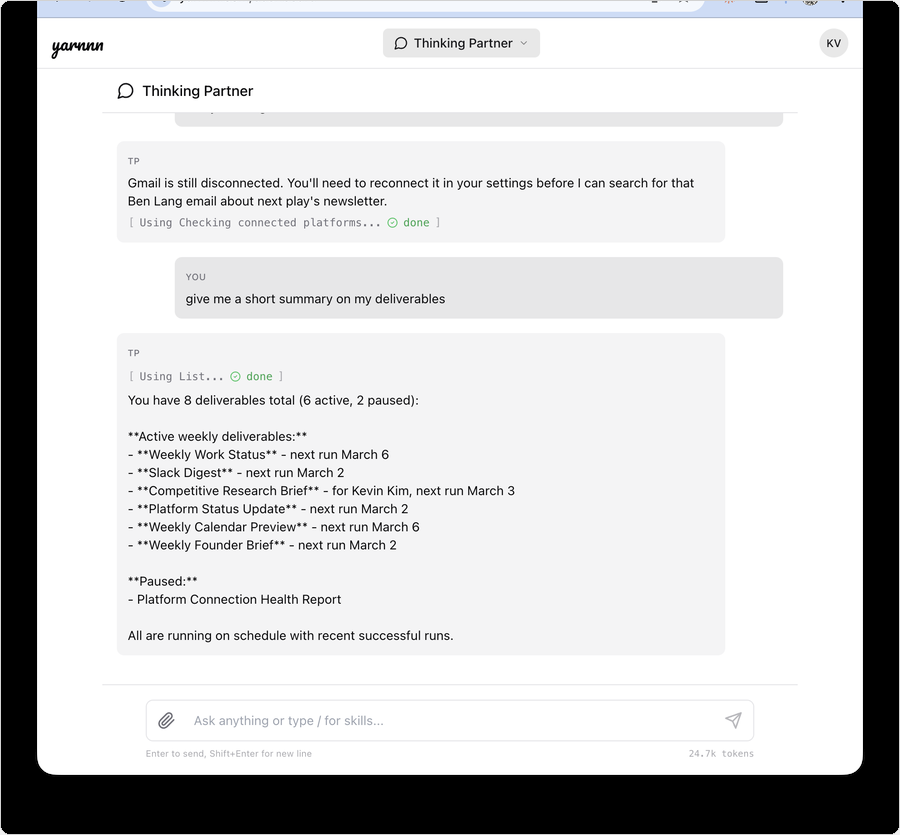 yarnnn
Thinking Partner
KV
Thinking Partner
TP
Gmail is still disconnected. You'll need to reconnect it in your settings before I can search for that
Ben Lang email about next play's newsletter.
[ Using Checking connected platforms... done ]
YOU
give me a short summary on my deliverables
TP
[ Using List... done ]
You have 8 deliverables total (6 active, 2 paused):
**Active weekly deliverables:**
- **Weekly Work Status** - next run March 6
- **Slack Digest** - next run March 2
- **Competitive Research Brief** - for Kevin Kim, next run March 3
- **Platform Status Update** - next run March 2
- **Weekly Calendar Preview** - next run March 6
- **Weekly Founder Brief** - next run March 2
**Paused:**
- Platform Connection Health Report
All are running on schedule with recent successful runs.
Ask anything or type / for skills...
Enter to send, Shift+Enter for new line
24.7k tokens